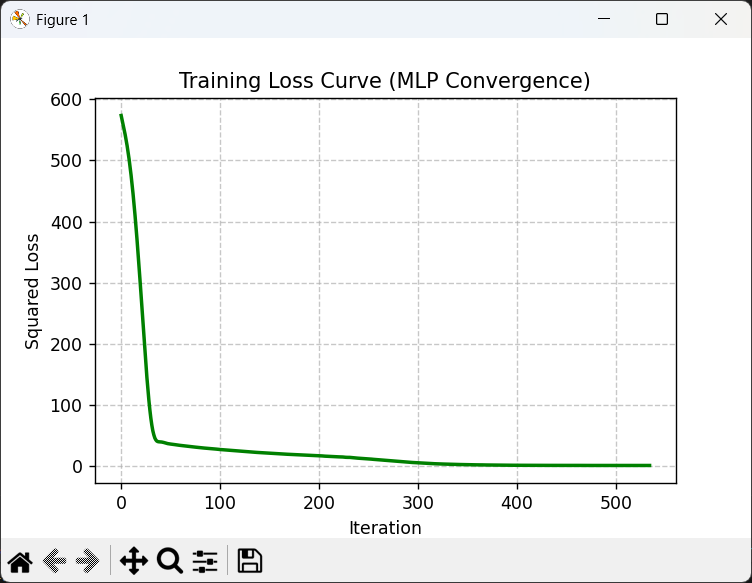 Figure 1
Training Loss Curve (MLP Convergence)
600
500
400
300
200
100
0
Squared Loss
0 100 200 300 400 500
Iteration